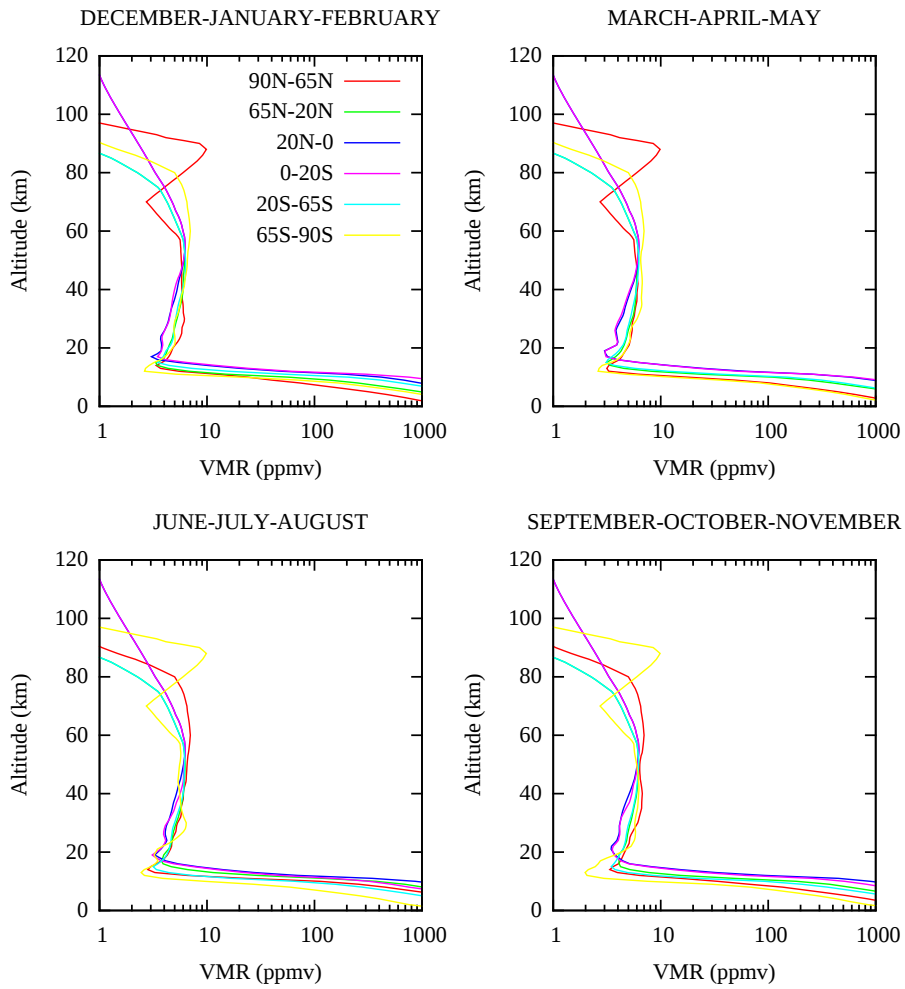 DECEMBER-JANUARY-FEBRUARY
120
100
80
60
40
20
0
Altitude (km)
90N-65N
65N-20N
20N-0
0-20S
20S-65S
65S-90S
1 10 100 1000
VMR (ppmv)
MARCH-APRIL-MAY
120
100
80
60
40
20
0
Altitude (km)
1 10 100 1000
VMR (ppmv)
JUNE-JULY-AUGUST
120
100
80
60
40
20
0
Altitude (km)
1 10 100 1000
VMR (ppmv)
SEPTEMBER-OCTOBER-NOVEMBER
120
100
80
60
40
20
0
Altitude (km)
1 10 100 1000
VMR (ppmv)